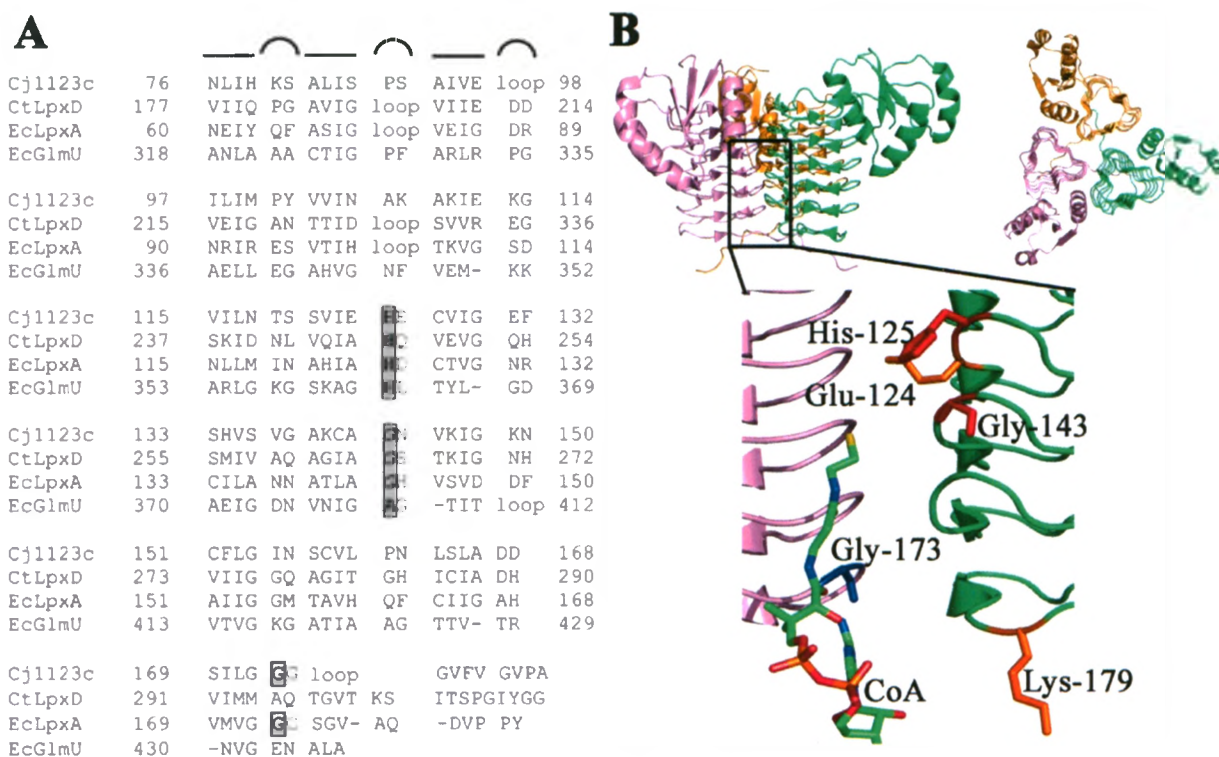 A
Cj1123c 76 NLIH KS ALIS PS AIVE loop 98
CtLpxD 177 VIIQ PG AVIG loop VIIE DD 214
EcLpxA 60 NEIY QF ASIG loop VEIG DR 89
EcGlmU 318 ANLA AA CTIG PF ARLR PG 335
Cj1123c 97 ILIM PY VVIN AK AKIE KG 114
CtLpxD 215 VEIG AN TTID loop SVVR EG 336
EcLpxA 90 NRIR ES VTIH loop TKVG SD 114
EcGlmU 336 AELL EG AHVG NF VEM- KK 352
Cj1123c 115 VILN TS SVIE CVIG EF 132
CtLpxD 237 SKID NL VQIA VEVG QH 254
EcLpxA 115 NLLM IN AHIA CTVG NR 132
EcGlmU 353 ARLG KG SKAG TYL- GD 369
Cj1123c 133 SHVS VG AKCA VKIG KN 150
CtLpxD 255 SMIV AQ AGIA TKIG NH 272
EcLpxA 133 CILA NN ATLA VSVD DF 150
EcGlmU 370 AEIG DN VNIG -TIT loop 412
Cj1123c 151 CFLG IN SCVL PN LSLA DD 168
CtLpxD 273 VIIG GQ AGIT GH ICIA DH 290
EcLpxA 151 AIIG GM TAVH QF CIIG AH 168
EcGlmU 413 VTVG KG ATIA AG TTV- TR 429
Cj1123c 169 SILG GG loop GVFV GVPA
CtLpxD 291 VIMM AQ TGVT KS ITSPGIYGG
EcLpxA 169 VMVG G SGV- AQ -DVP PY
EcGlmU 430 -NVG EN ALA
B
His-125
Glu-124
Gly-143
Gly-173
CoA
Lys-179